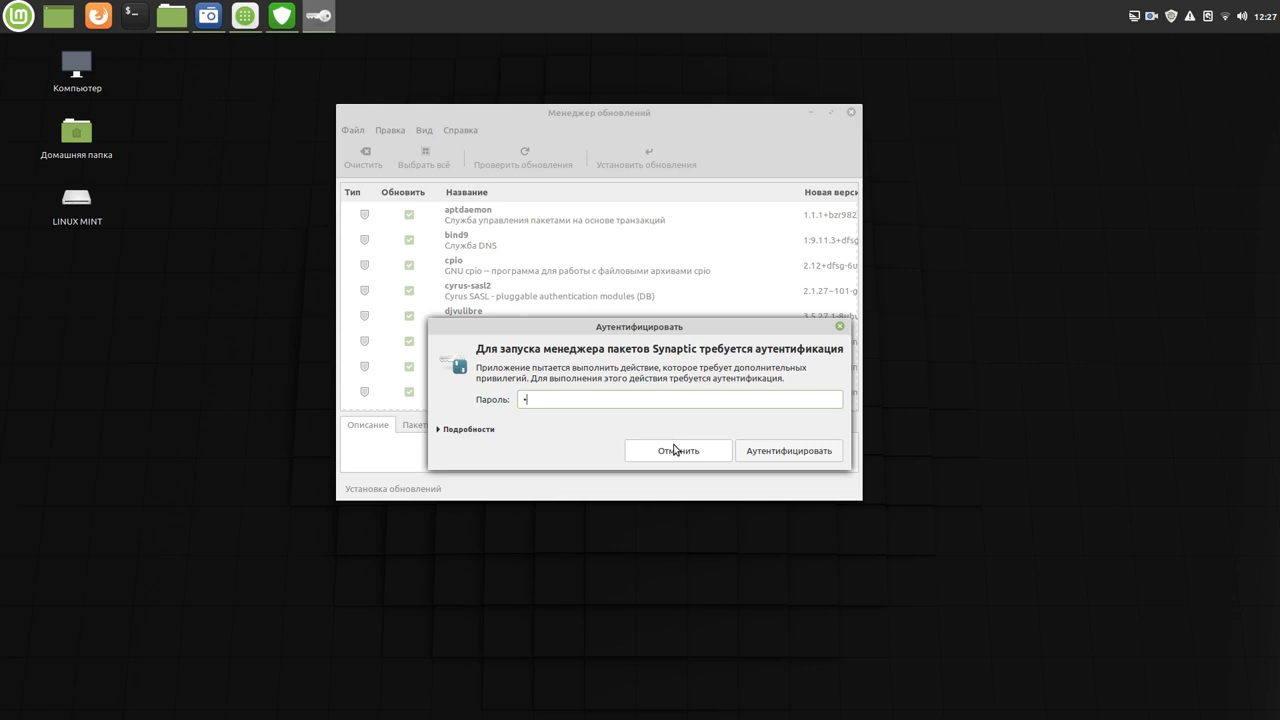 12:27
Компьютер
Домашняя папка
LINUX MINT
Менеджер обновлений
Файл Правка Вид Справка
Очистить Выбрать всё Проверить обновления Установить обновления
Тип Обновить Название Новая верси
aptdaemon
Служба управления пакетами на основе транзакций
1.1.1+bzr982
bind9
Служба DNS
1:9.11.3+dfsg
cpio
GNU cpio -- программа для работы с файловыми архивами cpio
2.12+dfsg-6u
cyrus-sasl2
Cyrus SASL - pluggable authentication modules (DB)
2.1.27~101-g
djvulibre
Аутентифицировать
Для запуска менеджера пакетов Synaptic требуется аутентификация
Приложение пытается выполнить действие, которое требует дополнительных
привилегий. Для выполнения этого действия требуется аутентификация.
Пароль:
Подробности
Отменить Аутентифицировать
Описание Пакет
Установка обновлений